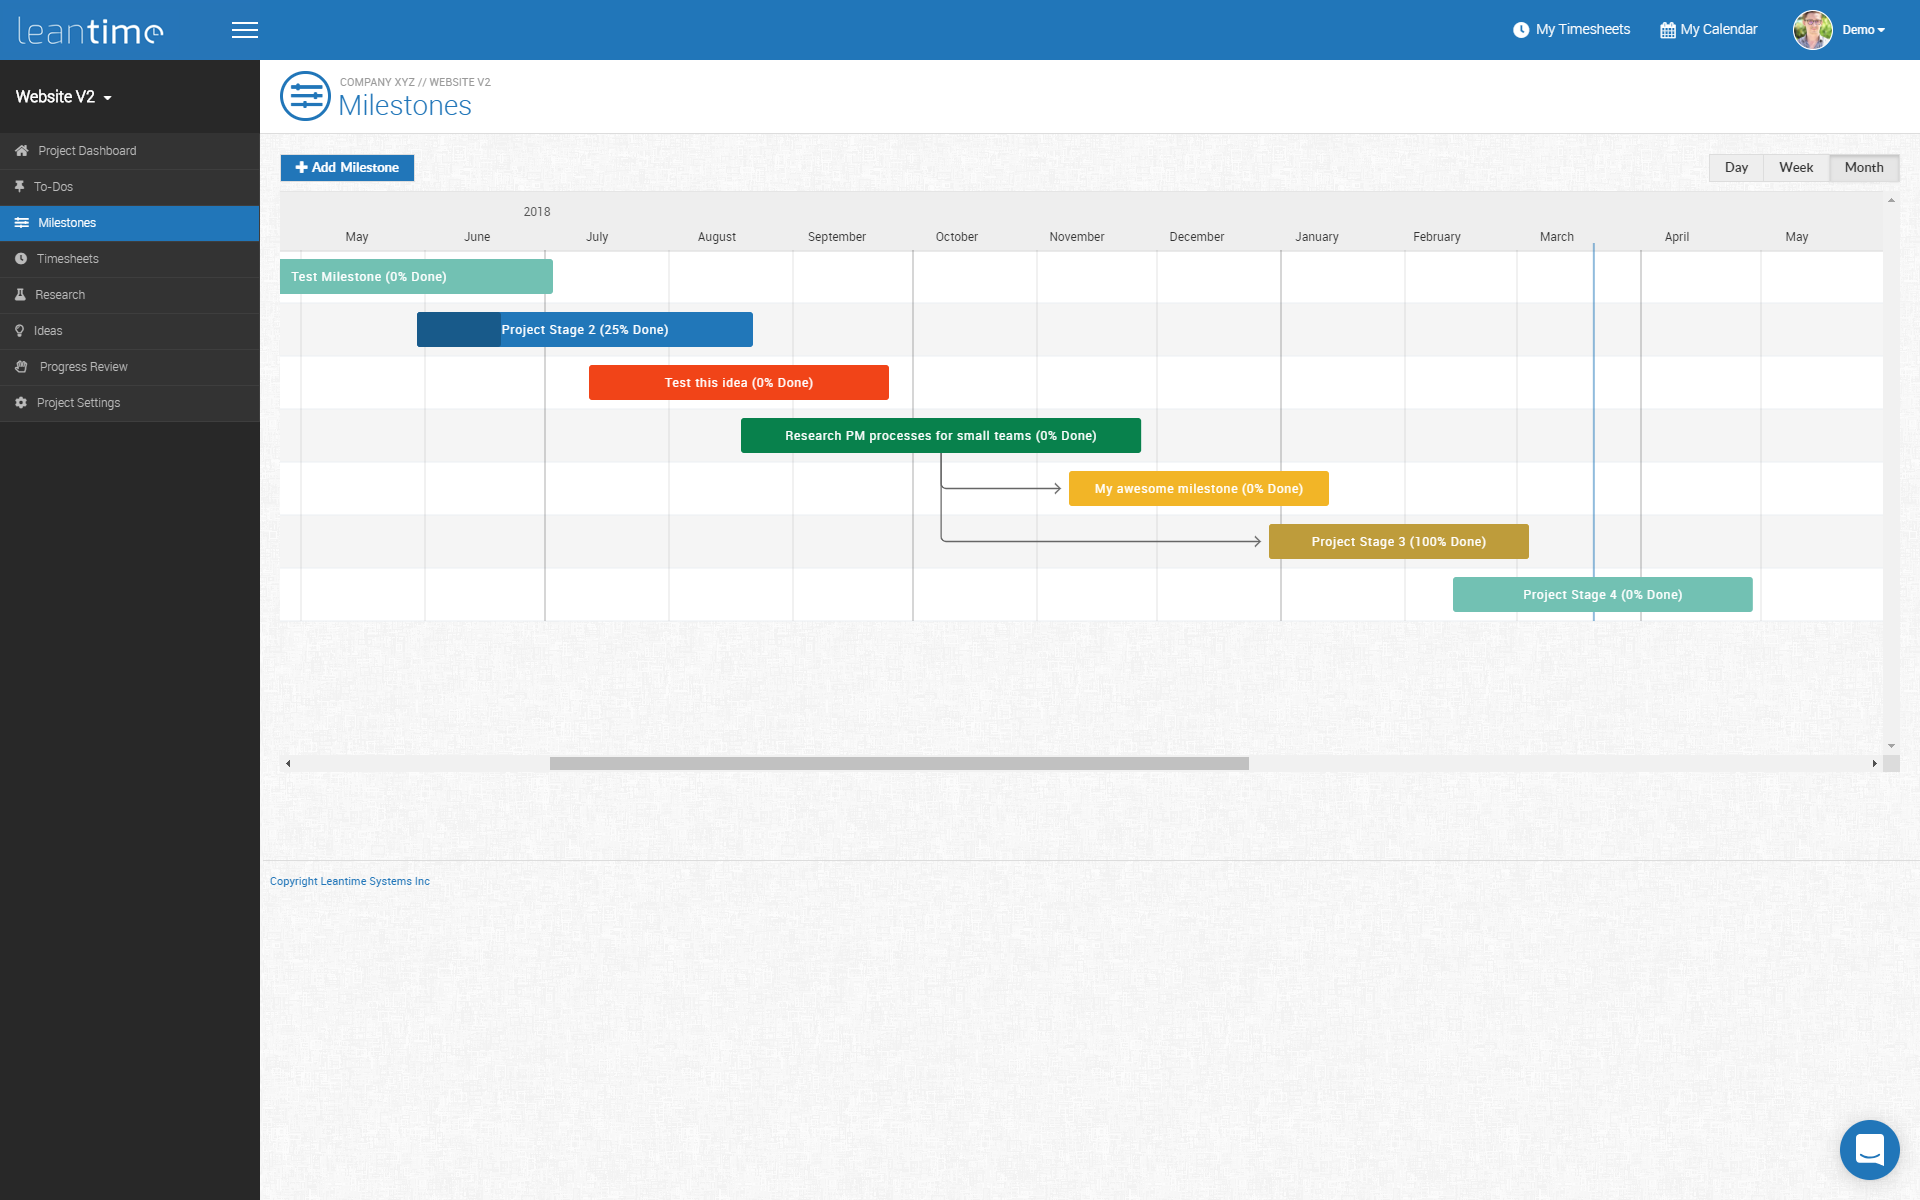 leantime
My Timesheets
My Calendar
Demo
Website V2
COMPANY XYZ // WEBSITE V2
Milestones
Project Dashboard
To-Dos
Milestones
Timesheets
Research
Ideas
Progress Review
Project Settings
Add Milestone
Day Week Month
2018
May June July August September October November December January February March April May
Test Milestone (0% Done)
Project Stage 2 (25% Done)
Test this idea (0% Done)
Research PM processes for small teams (0% Done)
My awesome milestone (0% Done)
Project Stage 3 (100% Done)
Project Stage 4 (0% Done)
Copyright Leantime Systems Inc